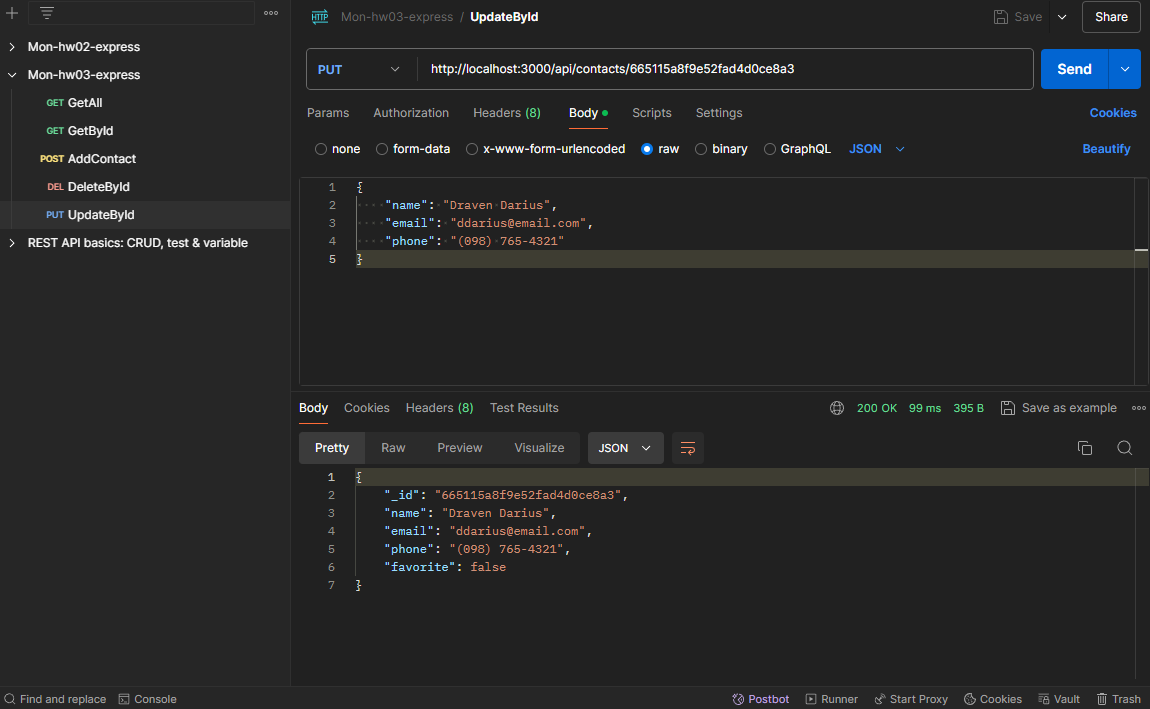 Mon-hw02-express
Mon-hw03-express
GET GetAll
GET GetById
POST AddContact
DEL DeleteById
PUT UpdateById
REST API basics: CRUD, test & variable
HTTP Mon-hw03-express / UpdateById Save Share
PUT http://localhost:3000/api/contacts/665115a8f9e52fad4d0ce8a3 Send
Params Authorization Headers (8) Body Scripts Settings Cookies
none form-data x-www-form-urlencoded raw binary GraphQL JSON Beautify
1 {
2 "name": "Draven Darius",
3 "email": "ddarius@email.com",
4 "phone": "(098) 765-4321"
5 }
Body Cookies Headers (8) Test Results 200 OK 99 ms 395 B Save as example
Pretty Raw Preview Visualize JSON
1 {
2 "_id": "665115a8f9e52fad4d0ce8a3",
3 "name": "Draven Darius",
4 "email": "ddarius@email.com",
5 "phone": "(098) 765-4321",
6 "favorite": false
7 }
Find and replace Console Postbot Runner Start Proxy Cookies Vault Trash